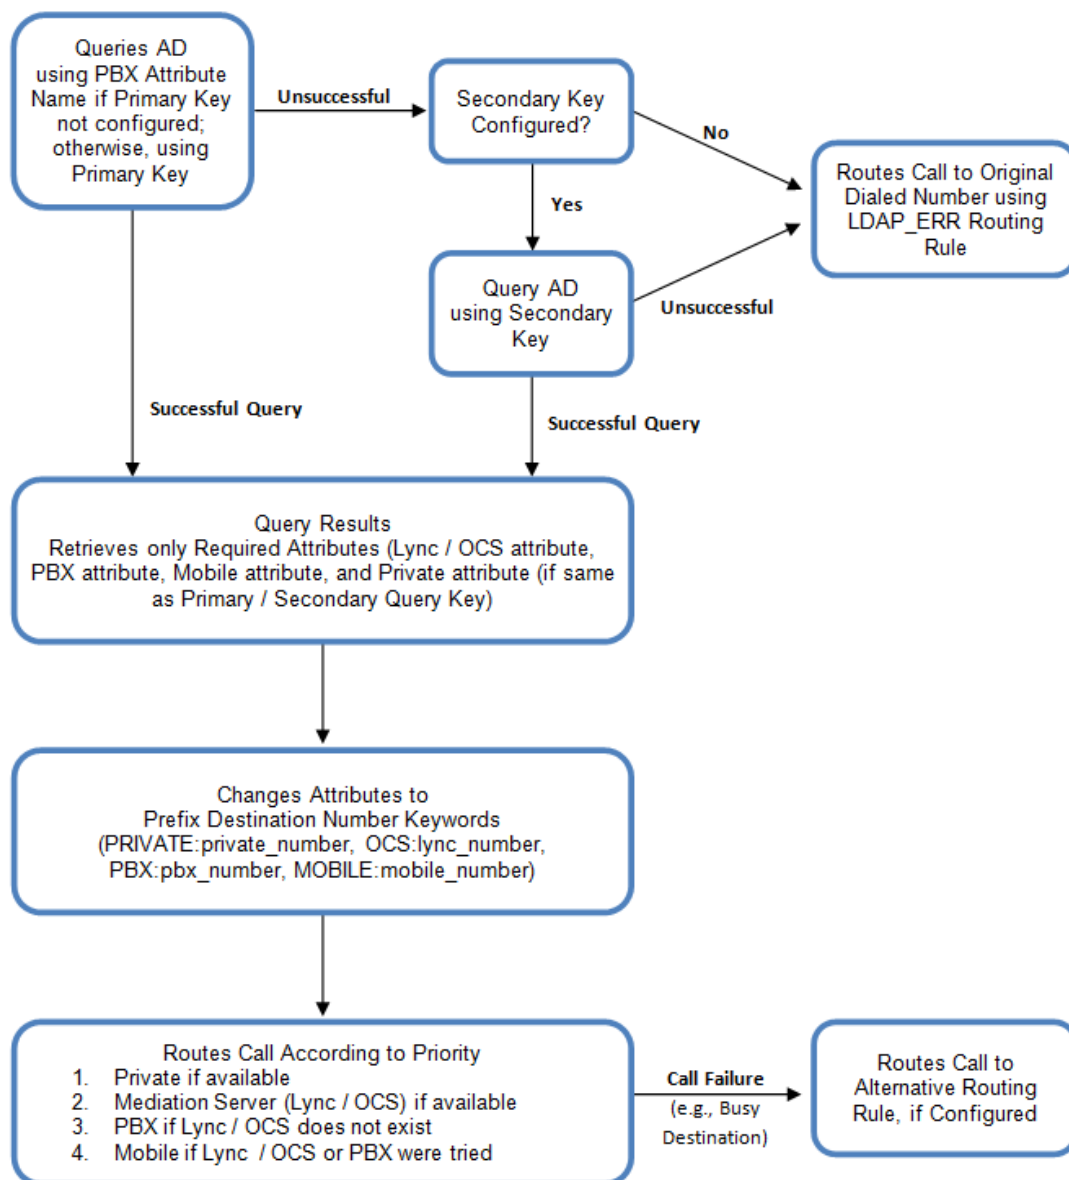 Queries AD
using PBX Attribute
Name if Primary Key
not configured;
otherwise, using
Primary Key
Unsuccessful
Secondary Key
Configured?
No
Routes Call to Original
Dialed Number using
LDAP_ERR Routing
Rule
Yes
Query AD
using Secondary
Key
Unsuccessful
Successful Query
Successful Query
Query Results
Retrieves only Required Attributes (Lync / OCS attribute,
PBX attribute, Mobile attribute, and Private attribute (if same
as Primary / Secondary Query Key)
Changes Attributes to
Prefix Destination Number Keywords
(PRIVATE:private_number, OCS:lync_number,
PBX:pbx_number, MOBILE:mobile_number)
Routes Call According to Priority
1. Private if available
2. Mediation Server (Lync / OCS) if available
3. PBX if Lync / OCS does not exist
4. Mobile if Lync / OCS or PBX were tried
Call Failure
(e.g., Busy
Destination)
Routes Call to
Alternative Routing
Rule, if Configured